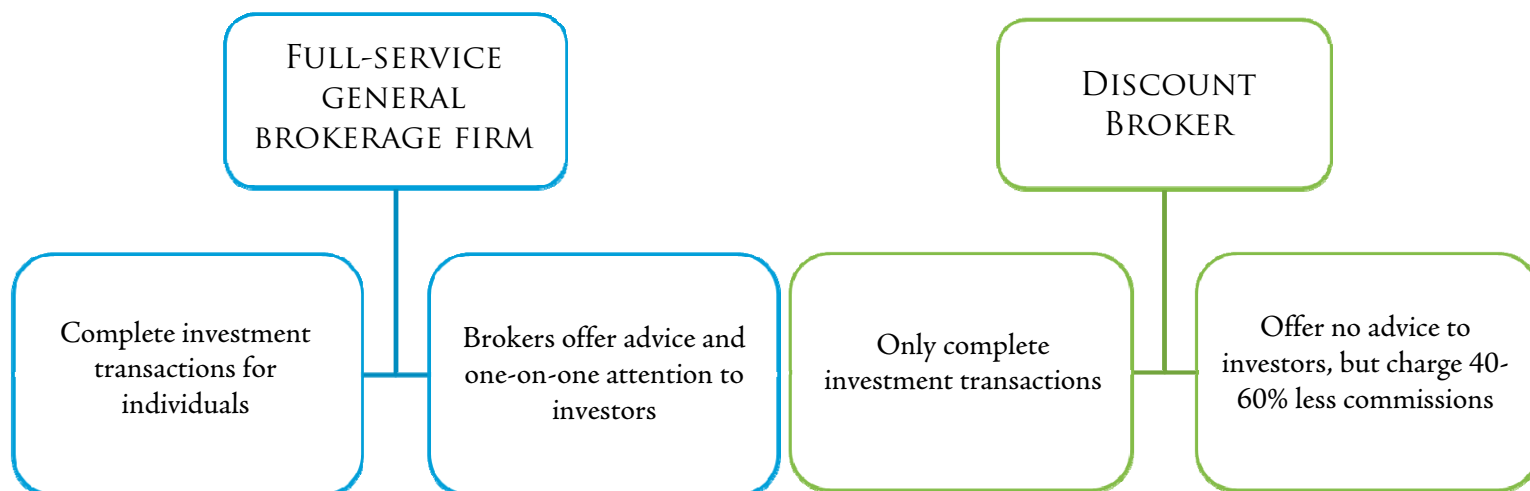 FULL-SERVICE
GENERAL
BROKERAGE FIRM
Complete investment
transactions for
individuals
Brokers offer advice and
one-on-one attention to
investors
DISCOUNT
BROKER
Only complete
investment transactions
Offer no advice to
investors, but charge 40-
60% less commissions